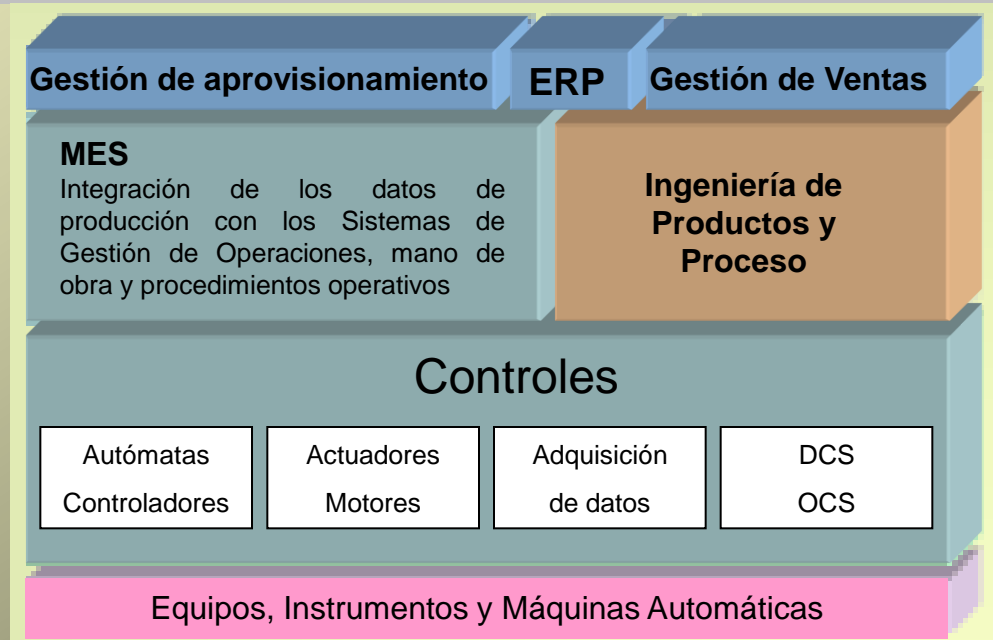 Gestión de aprovisionamiento
ERP
Gestión de Ventas
MES
Integración de los datos de
producción con los Sistemas de
Gestión de Operaciones, mano de
obra y procedimientos operativos
Ingeniería de
Productos y
Proceso
Controles
Autómatas
Controladores
Actuadores
Motores
Adquisición
de datos
DCS
OCS
Equipos, Instrumentos y Máquinas Automáticas